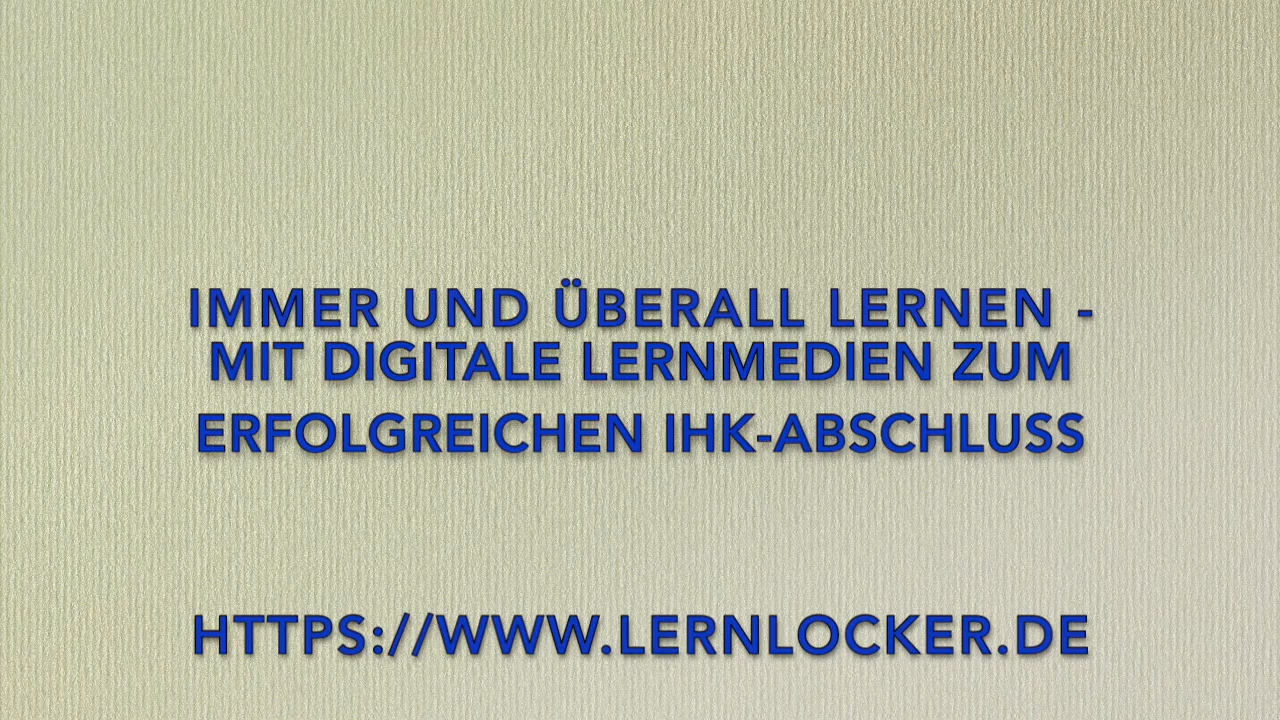 IMMER UND ÜBERALL LERNEN -
MIT DIGITALE LERNMEDIEN ZUM
ERFOLGREICHEN IHK-ABSCHLUSS
HTTPS://WWW.LERNLOCKER.DE